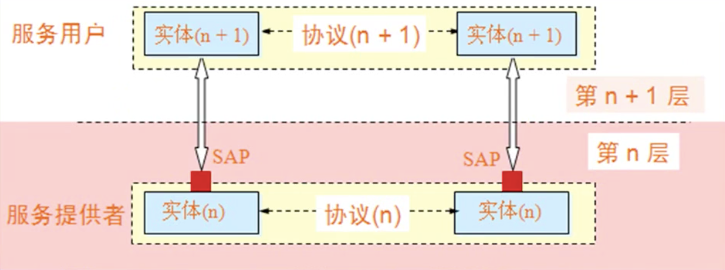 服务用户
实体(n + 1)
协议(n + 1)
实体(n + 1)
第 n + 1 层
SAP
SAP
第 n 层
服务提供者
实体(n)
协议(n)
实体(n)